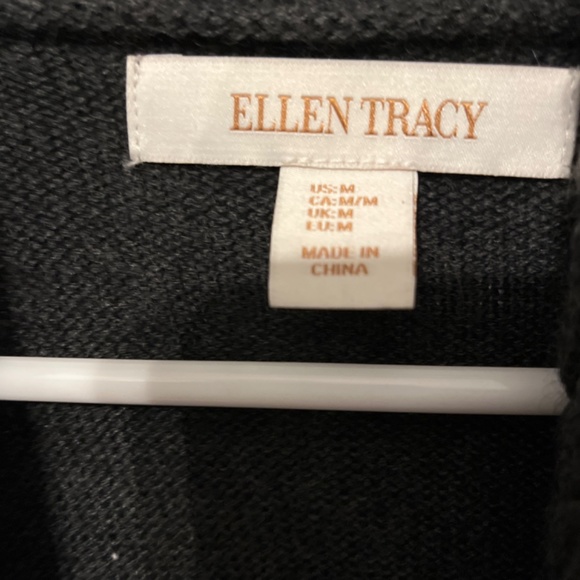 ELLEN TRACY
US:M
CA:M/M
UK:M
EU:M
MADE IN
CHINA